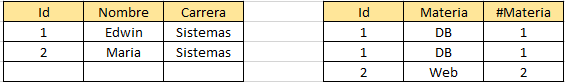 Id Nombre Carrera Id Materia #Materia
1 Edwin Sistemas 1 DB 1
2 Maria Sistemas 1 DB 1
2 Web 2